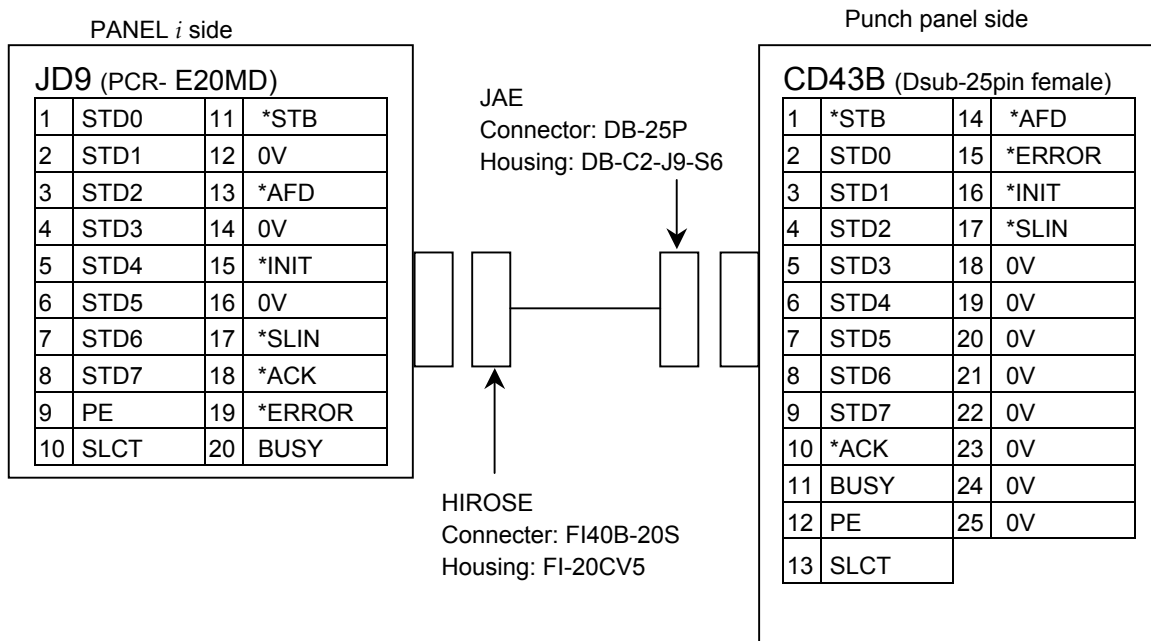 PANEL i side
JD9 (PCR- E20MD)
1 STD0 11 *STB
2 STD1 12 0V
3 STD2 13 *AFD
4 STD3 14 0V
5 STD4 15 *INIT
6 STD5 16 0V
7 STD6 17 *SLIN
8 STD7 18 *ACK
9 PE 19 *ERROR
10 SLCT 20 BUSY
JAE
Connector: DB-25P
Housing: DB-C2-J9-S6
HIROSE
Connecter: FI40B-20S
Housing: FI-20CV5
Punch panel side
CD43B (Dsub-25pin female)
1 *STB 14 *AFD
2 STD0 15 *ERROR
3 STD1 16 *INIT
4 STD2 17 *SLIN
5 STD3 18 0V
6 STD4 19 0V
7 STD5 20 0V
8 STD6 21 0V
9 STD7 22 0V
10 *ACK 23 0V
11 BUSY 24 0V
12 PE 25 0V
13 SLCT